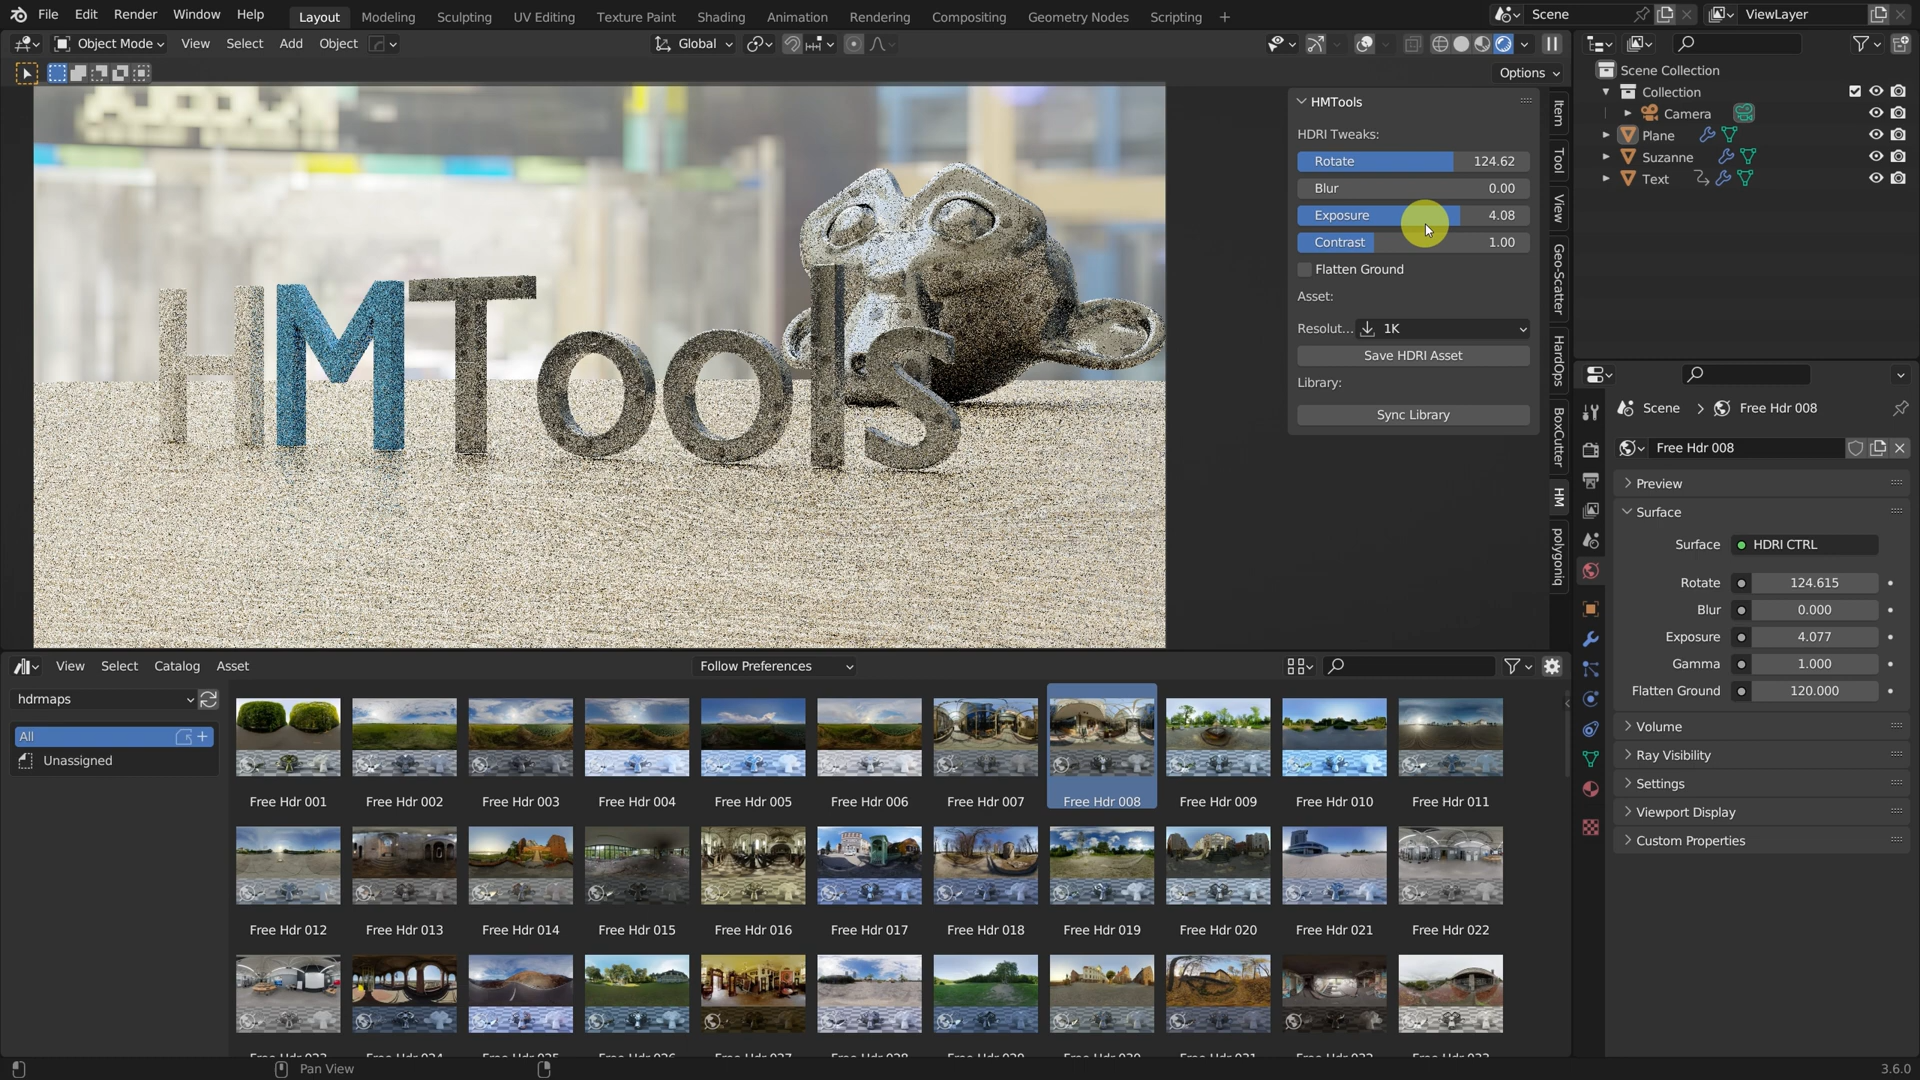 File Edit Render Window Help Layout Modeling Sculpting UV Editing Texture Paint Shading Animation Rendering Compositing Geometry Nodes Scripting + Scene ViewLayer
Object Mode View Select Add Object Global
Options
HMTools
HDRI Tweaks:
Rotate 124.62
Blur 0.00
Exposure 4.08
Contrast 1.00
Flatten Ground
Asset:
Resolut... 1K
Save HDRI Asset
Library:
Sync Library
Item
Tool
View
Geo-Scatter
HardOps
BoxCutter
HM
polygoniq
HMTools
Scene Collection
Collection
Camera
Plane
Suzanne
Text
Scene > Free Hdr 008
Free Hdr 008
Preview
Surface
Surface HDRI CTRL
Rotate 124.615
Blur 0.000
Exposure 4.077
Gamma 1.000
Flatten Ground 120.000
Volume
Ray Visibility
Settings
Viewport Display
Custom Properties
View Select Catalog Asset Follow Preferences
hdrmaps
All
Unassigned
Free Hdr 001 Free Hdr 002 Free Hdr 003 Free Hdr 004 Free Hdr 005 Free Hdr 006 Free Hdr 007 Free Hdr 008 Free Hdr 009 Free Hdr 010 Free Hdr 011
Free Hdr 012 Free Hdr 013 Free Hdr 014 Free Hdr 015 Free Hdr 016 Free Hdr 017 Free Hdr 018 Free Hdr 019 Free Hdr 020 Free Hdr 021 Free Hdr 022
Pan View 3.6.0